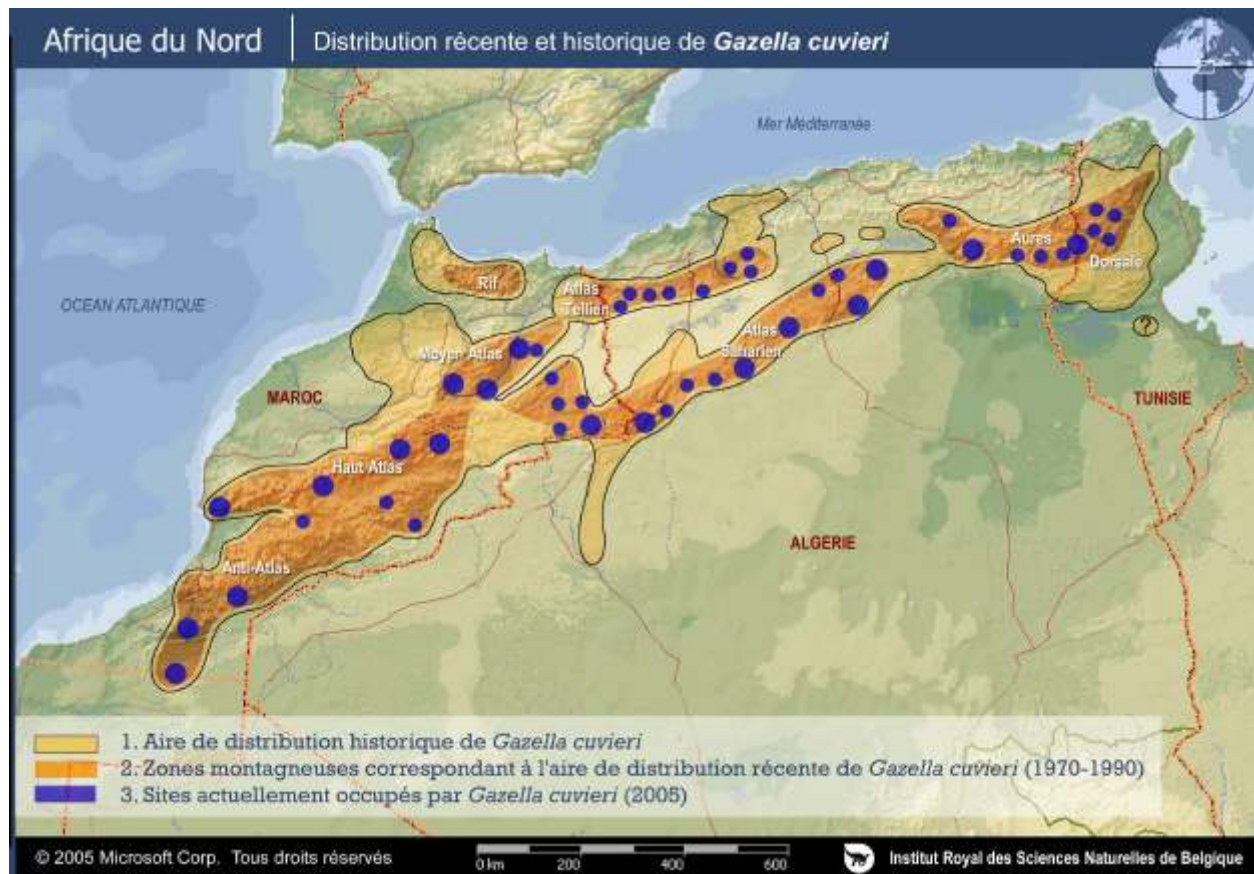 Afrique du Nord
Distribution récente et historique de Gazella cuvieri
Mer Méditerranée
OCEAN ATLANTIQUE
Rif
Atlas
Tellien
Aures
Dorsale
Moyen Atlas
Atlas
Saharien
?
MAROC
TUNISIE
Haut Atlas
ALGERIE
Anti-Atlas
1. Aire de distribution historique de Gazella cuvieri
2. Zones montagneuses correspondant à l'aire de distribution récente de Gazella cuvieri (1970-1990)
3. Sites actuellement occupés par Gazella cuvieri (2005)
© 2005 Microsoft Corp. Tous droits réservés
0 km 200 400 600
Institut Royal des Sciences Naturelles de Belgique